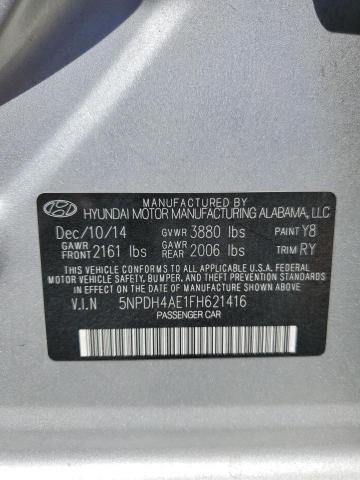 MANUFACTURED BY
HYUNDAI MOTOR MANUFACTURING ALABAMA, LLC
Dec/10/14 GVWR 3880 lbs PAINT Y8
GAWR FRONT 2161 lbs GAWR REAR 2006 lbs TRIM RY
THIS VEHICLE CONFORMS TO ALL APPLICABLE U.S.A. FEDERAL
MOTOR VEHICLE SAFETY, BUMPER, AND THEFT PREVENTION
STANDARDS IN EFFECT ON THE DATE OF MANUFACTURE SHOWN ABOVE.
V.I.N 5NPDH4AE1FH621416
PASSENGER CAR